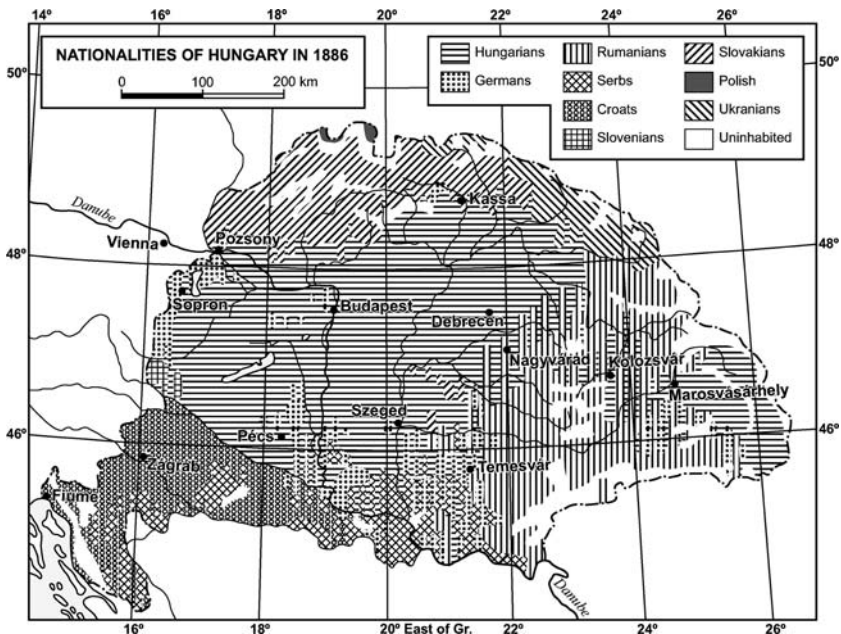 14° 16° 18° 20° 22° 24° 26°
NATIONALITIES OF HUNGARY IN 1886
0 100 200 km
Hungarians
Germans
Rumanians
Serbs
Croats
Slovenians
Slovakians
Polish
Ukranians
Uninhabited
50° 50°
Danube
Vienna
Pozsony
Kassa
48° 48°
Sopron
Budapest
Debrecen
Nagyvárad
Kolozsvár
Marosvásárhely
Szeged
46° 46°
Pécs
Zágráb
Temesvár
Fiume
Danube
16° 18° 20° East of Gr. 22° 24° 26°